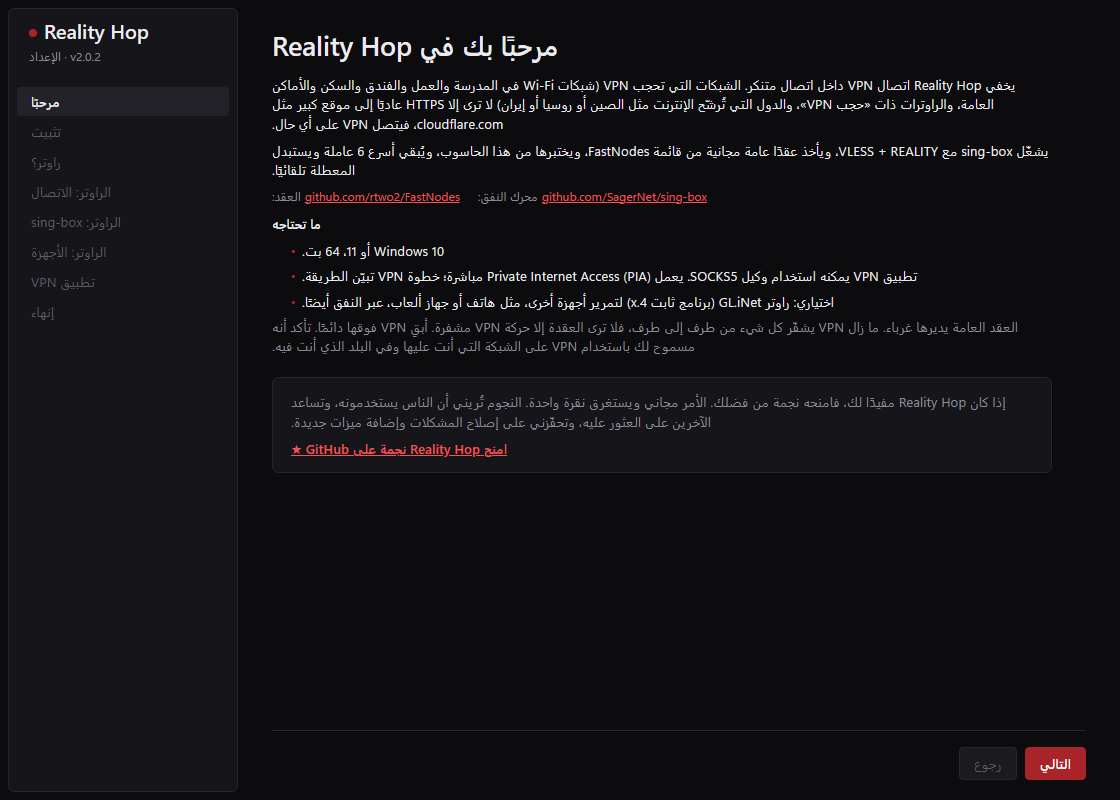 Reality Hop
الإعداد · v2.0.2
مرحبًا
تثبيت
راوتر؟
الراوتر: الاتصال
الراوتر: sing-box
الراوتر: الأجهزة
تطبيق VPN
إنهاء
مرحبًا بك في Reality Hop
يخفي Reality Hop اتصال VPN داخل اتصال متنكر. الشبكات التي تحجب VPN (شبكات Wi-Fi في المدرسة والعمل والفندق والسكن والأماكن
العامة، والراوترات ذات «حجب VPN»، والدول التي تُرشّح الإنترنت مثل الصين أو روسيا أو إيران) لا ترى إلا HTTPS عاديًا إلى موقع كبير مثل
cloudflare.com، فيتصل VPN على أي حال.
يشغّل sing-box مع VLESS + REALITY، ويأخذ عقدًا عامة مجانية من قائمة FastNodes، ويختبرها من هذا الحاسوب، ويُبقي أسرع 6 عاملة ويستبدل
المعطلة تلقائيًا.
العقد: github.com/rtwo2/FastNodes محرك النفق: github.com/SagerNet/sing-box
ما تحتاجه
• Windows 10 أو 11، 64 بت.
• تطبيق VPN يمكنه استخدام وكيل SOCKS5. يعمل Private Internet Access (PIA) مباشرة؛ خطوة VPN تبيّن الطريقة.
• اختياري: راوتر GL.iNet (برنامج ثابت 4.x) لتمرير أجهزة أخرى، مثل هاتف أو جهاز ألعاب، عبر النفق أيضًا.
العقد العامة يديرها غرباء. ما زال VPN يشفّر كل شيء من طرف إلى طرف، فلا ترى العقدة إلا حركة VPN مشفرة. أبقِ VPN فوقها دائمًا. تأكد أنه
مسموح لك باستخدام VPN على الشبكة التي أنت عليها وفي البلد الذي أنت فيه.
إذا كان Reality Hop مفيدًا لك، فامنحه نجمة من فضلك. الأمر مجاني ويستغرق نقرة واحدة. النجوم تُريني أن الناس يستخدمونه، وتساعد
الآخرين على العثور عليه، وتحفّزني على إصلاح المشكلات وإضافة ميزات جديدة.
امنح Reality Hop نجمة على GitHub ★
رجوع
التالي